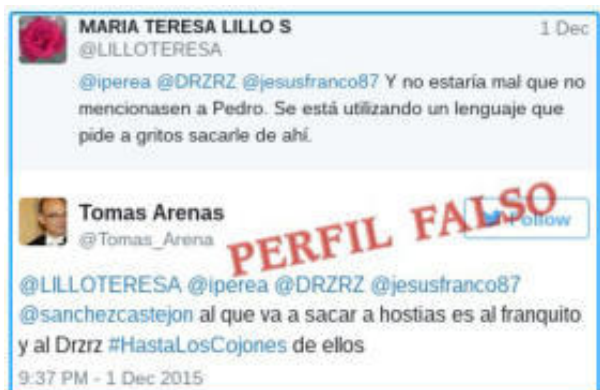 MARIA TERESA LILLO S 1 Dec
@LILLOTERESA
@iperea @DRZRZ @jesusfranco87 Y no estaría mal que no
mencionasen a Pedro. Se está utilizando un lenguaje que
pide a gritos sacarle de ahí.
Tomas Arenas
@Tomas_Arena
Follow
PERFIL FALSO
@LILLOTERESA @iperea @DRZRZ @jesusfranco87
@sanchezcastejon al que va a sacar a hostias es al franquito
y al Drzrz #HastaLosCojones de ellos
9:37 PM - 1 Dec 2015